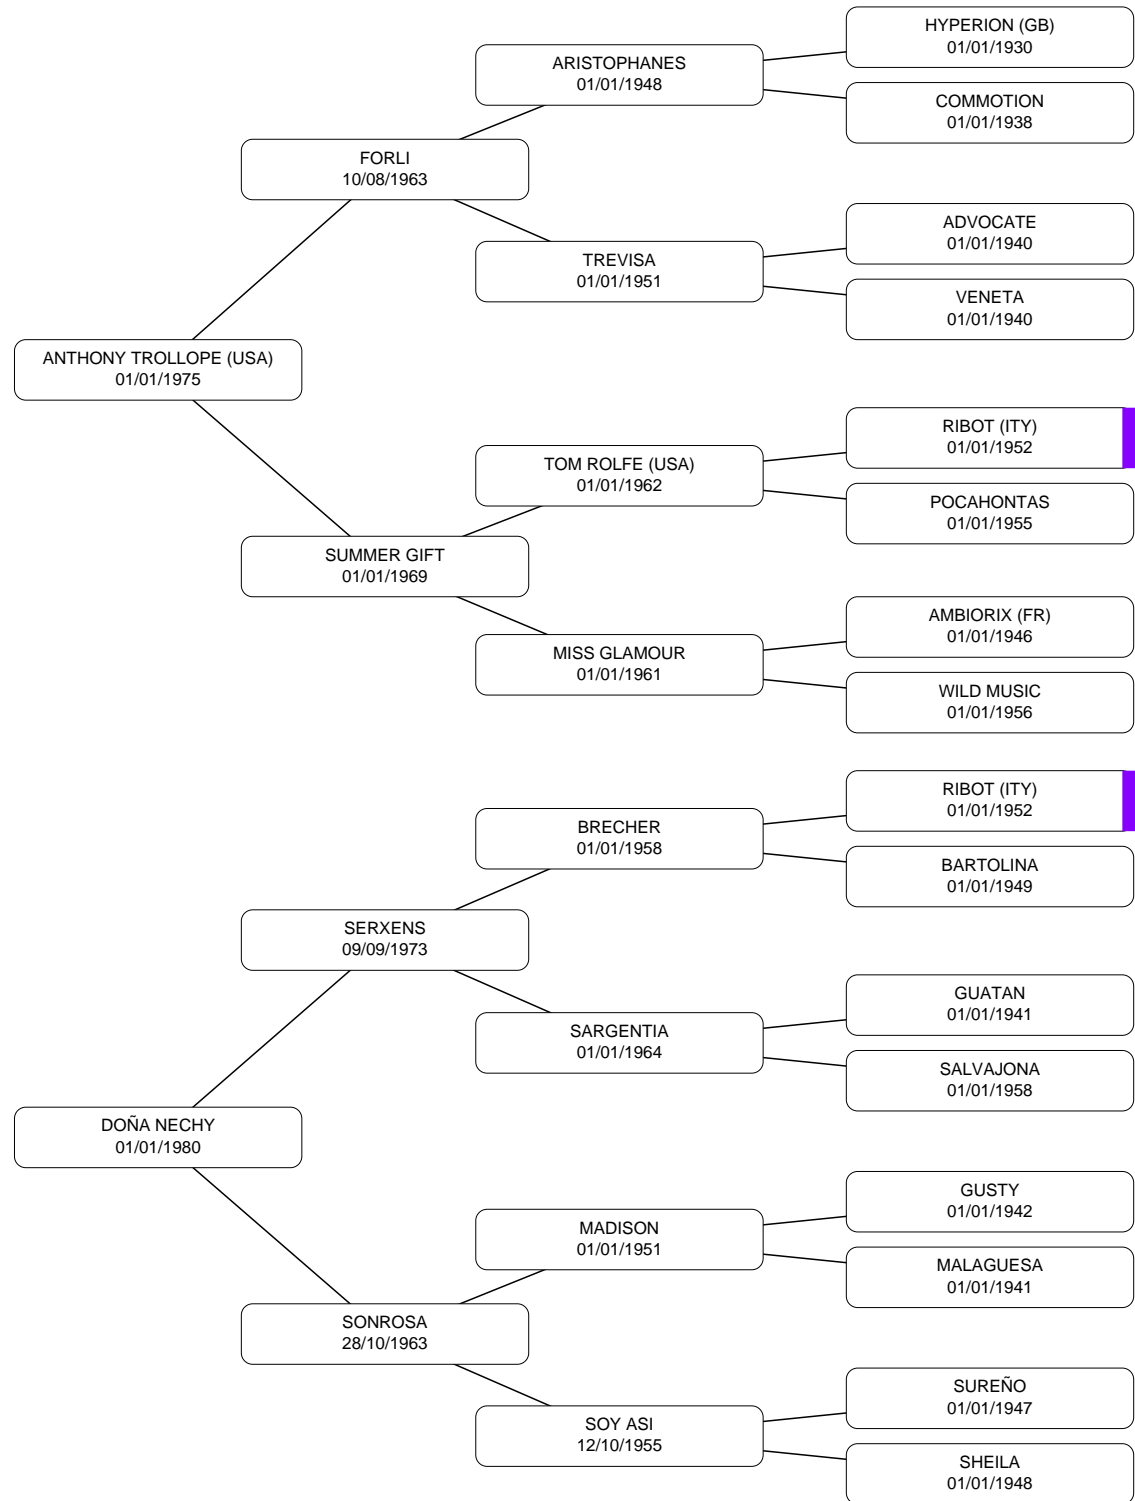 HYPERION (GB)
01/01/1930
ARISTOPHANES
01/01/1948
COMMOTION
01/01/1938
FORLI
10/08/1963
ADVOCATE
01/01/1940
TREVISA
01/01/1951
VENETA
01/01/1940
ANTHONY TROLLOPE (USA)
01/01/1975
RIBOT (ITY)
01/01/1952
TOM ROLFE (USA)
01/01/1962
POCAHONTAS
01/01/1955
SUMMER GIFT
01/01/1969
AMBIORIX (FR)
01/01/1946
MISS GLAMOUR
01/01/1961
WILD MUSIC
01/01/1956
RIBOT (ITY)
01/01/1952
BRECHER
01/01/1958
BARTOLINA
01/01/1949
SERXENS
09/09/1973
GUATAN
01/01/1941
SARGENTIA
01/01/1964
SALVAJONA
01/01/1958
DOÑA NECHY
01/01/1980
GUSTY
01/01/1942
MADISON
01/01/1951
MALAGUESA
01/01/1941
SONROSA
28/10/1963
SUREÑO
01/01/1947
SOY ASI
12/10/1955
SHEILA
01/01/1948